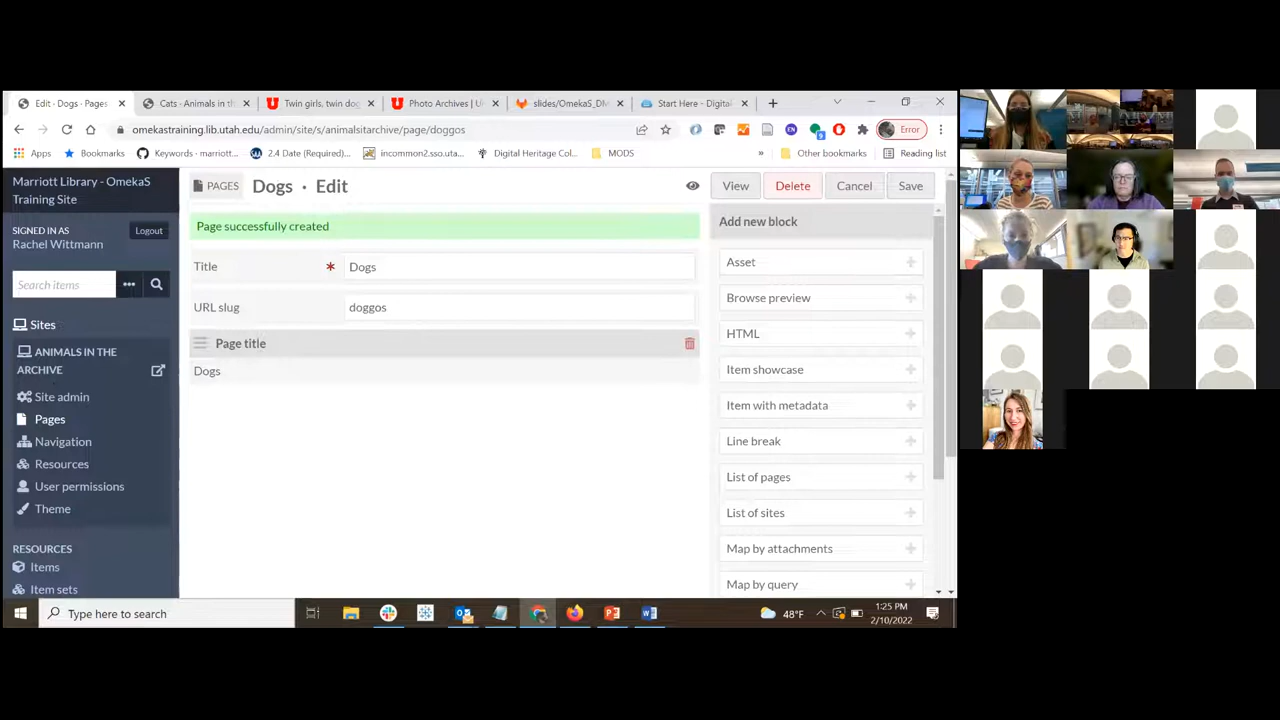 Edit · Dogs · Pages
Cats · Animals in th
Twin girls, twin dog
Photo Archives | U
slides/OmekaS_DM
Start Here - Digital
omekastraining.lib.utah.edu/admin/site/s/animalsitarchive/page/doggos
Error
Apps
Bookmarks
Keywords · marriott...
2.4 Date (Required)...
incommon2.sso.uta...
Digital Heritage Col...
MODS
»
Other bookmarks
Reading list
Marriott Library - OmekaS
Training Site
SIGNED IN AS
Rachel Wittmann
Logout
Search items
Sites
ANIMALS IN THE
ARCHIVE
Site admin
Pages
Navigation
Resources
User permissions
Theme
RESOURCES
Items
Item sets
PAGES
Dogs · Edit
View
Delete
Cancel
Save
Page successfully created
Title
Dogs
URL slug
doggos
Page title
Dogs
Add new block
Asset
Browse preview
HTML
Item showcase
Item with metadata
Line break
List of pages
List of sites
Map by attachments
Map by query
Type here to search
48°F
1:25 PM
2/10/2022